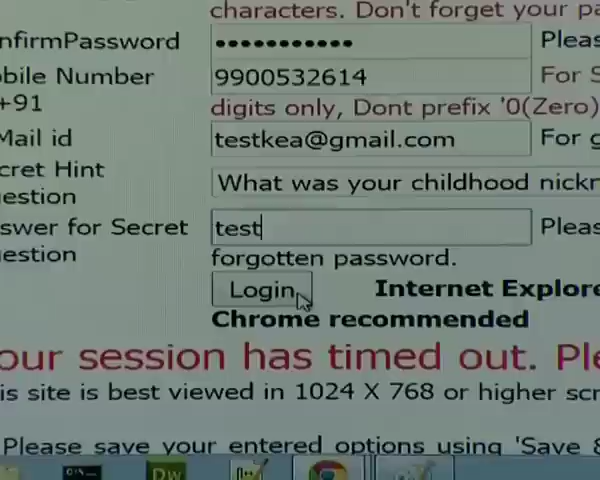 characters. Don't forget your pa
nfirmPassword ••••••••••• Pleas
bile Number 9900532614 For S
+91 digits only, Dont prefix '0(Zero)
Mail id testkea@gmail.com For g
cret Hint What was your childhood nickn
estion
swer for Secret test Pleas
estion forgotten password.
Login Internet Explore
Chrome recommended
our session has timed out. Ple
is site is best viewed in 1024 X 768 or higher scr
Please save your entered options using 'Save &
Dw